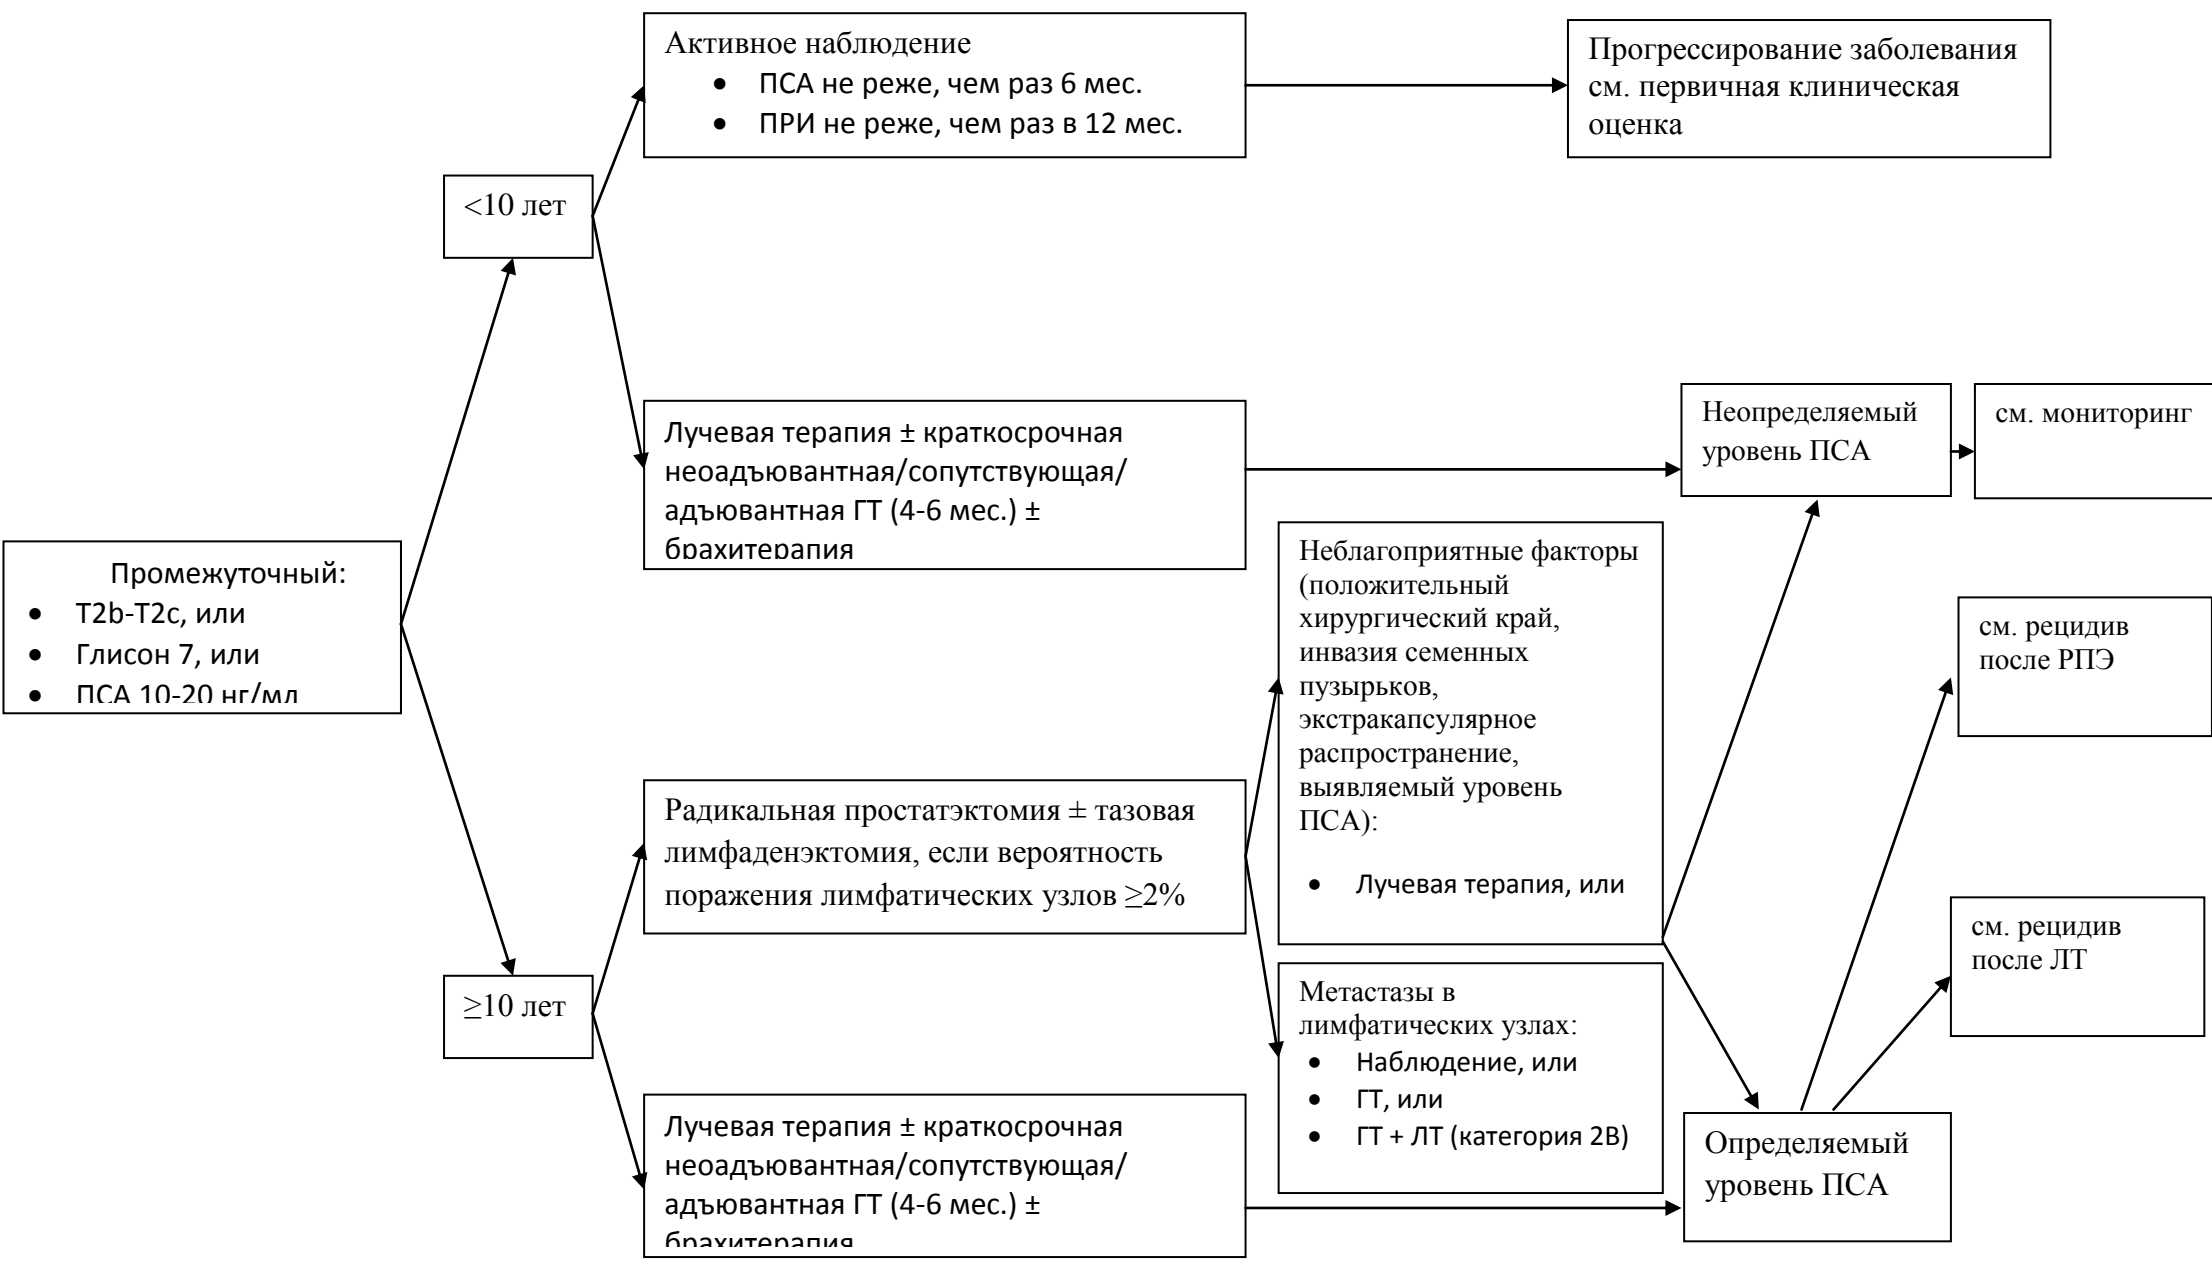 Активное наблюдение
• ПСА не реже, чем раз 6 мес.
• ПРИ не реже, чем раз в 12 мес.
Прогрессирование заболевания
см. первичная клиническая
оценка
<10 лет
Лучевая терапия ± краткосрочная
неоадъювантная/сопутствующая/
адъювантная ГТ (4-6 мес.) ±
брахитерапия
Неопределяемый
уровень ПСА
см. мониторинг
Промежуточный:
• T2b-T2c, или
• Глисон 7, или
• ПСА 10-20 нг/мл
Неблагоприятные факторы
(положительный
хирургический край,
инвазия семенных
пузырьков,
экстракапсулярное
распространение,
выявляемый уровень
ПСА):
• Лучевая терапия, или
см. рецидив
после РПЭ
Радикальная простатэктомия ± тазовая
лимфаденэктомия, если вероятность
поражения лимфатических узлов ≥2%
см. рецидив
после ЛТ
≥10 лет
Метастазы в
лимфатических узлах:
• Наблюдение, или
• ГТ, или
• ГТ + ЛТ (категория 2В)
Лучевая терапия ± краткосрочная
неоадъювантная/сопутствующая/
адъювантная ГТ (4-6 мес.) ±
брахитерапия
Определяемый
уровень ПСА